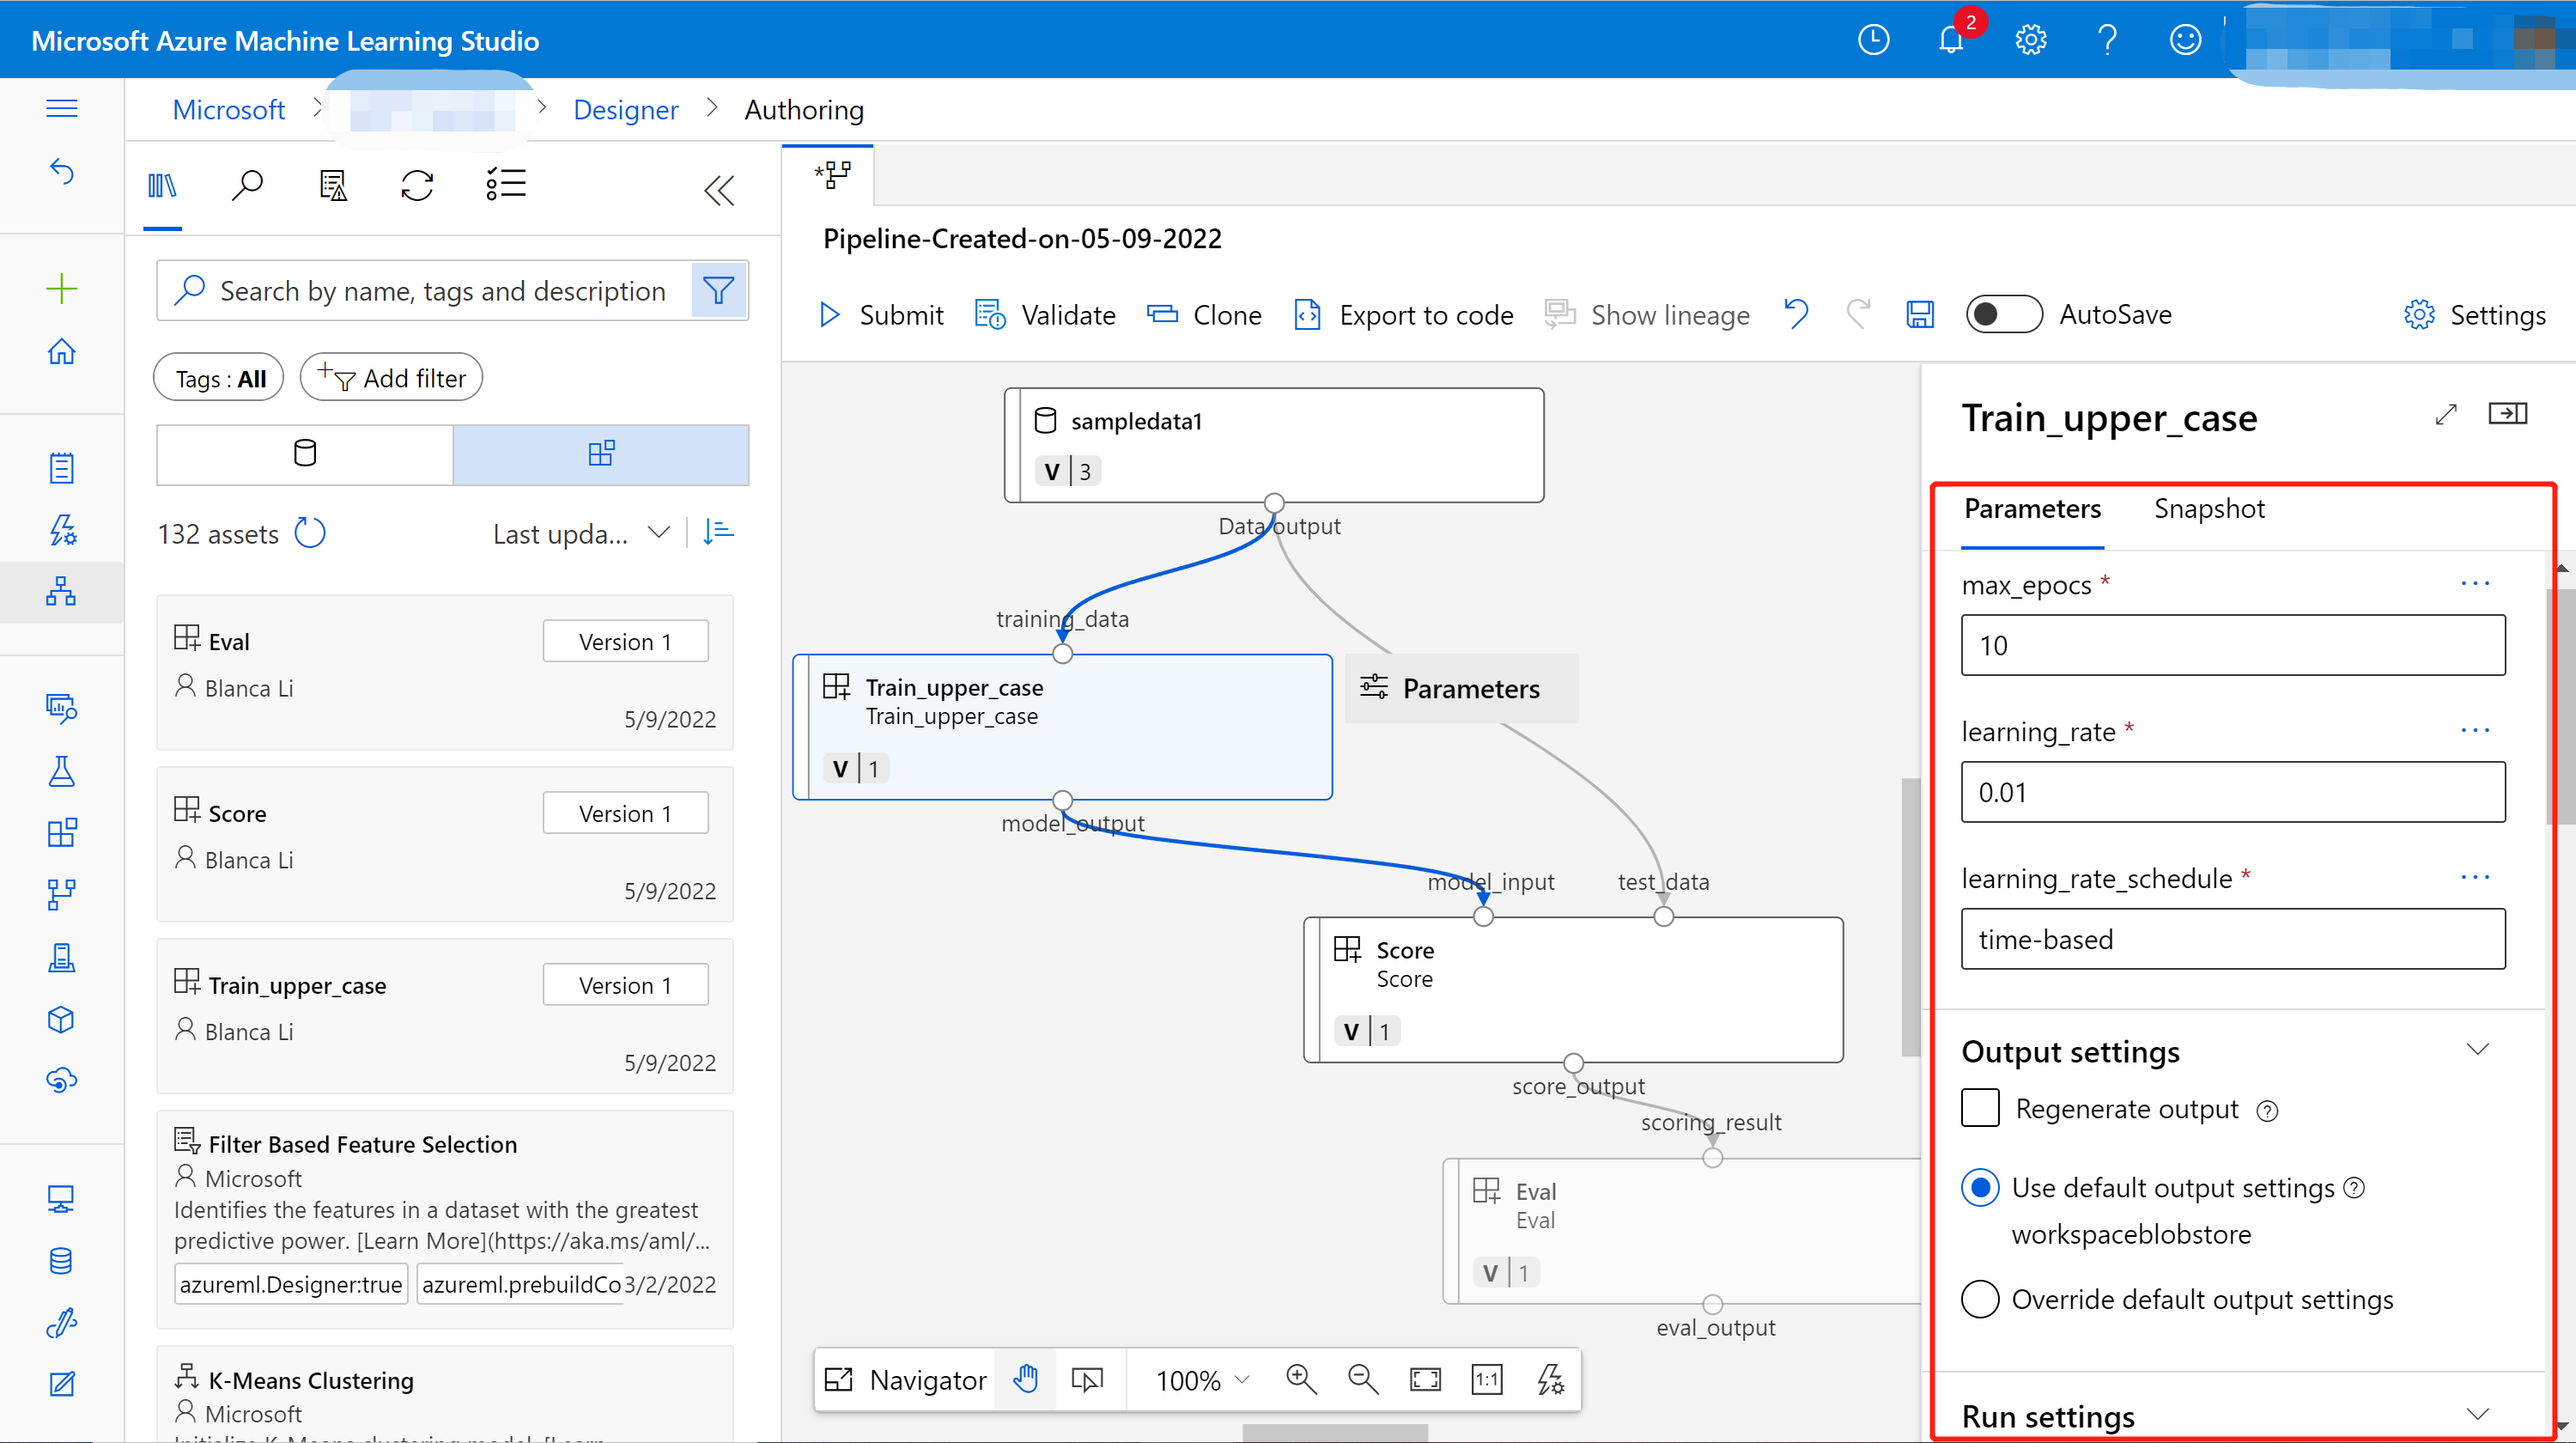 Microsoft Azure Machine Learning Studio
2
Microsoft
Designer
Authoring
Search by name, tags and description
Tags : All
Add filter
132 assets
Last upda...
Eval
Version 1
Blanca Li
5/9/2022
Score
Version 1
Blanca Li
5/9/2022
Train_upper_case
Version 1
Blanca Li
5/9/2022
Filter Based Feature Selection
Microsoft
Identifies the features in a dataset with the greatest
predictive power. [Learn More](https://aka.ms/aml/...
azureml.Designer:true
azureml.prebuildCo
3/2/2022
K-Means Clustering
Microsoft
*
Pipeline-Created-on-05-09-2022
Submit
Validate
Clone
Export to code
Show lineage
AutoSave
Settings
sampledata1
V 3
Data output
training_data
Train_upper_case
Train_upper_case
V 1
Parameters
model_output
model_input
test_data
Score
Score
V 1
score_output
scoring_result
Eval
Eval
V 1
eval_output
Navigator
100%
1:1
Train_upper_case
Parameters
Snapshot
max_epocs *
...
10
learning_rate *
...
0.01
learning_rate_schedule *
...
time-based
Output settings
Regenerate output
Use default output settings
workspaceblobstore
Override default output settings
Run settings